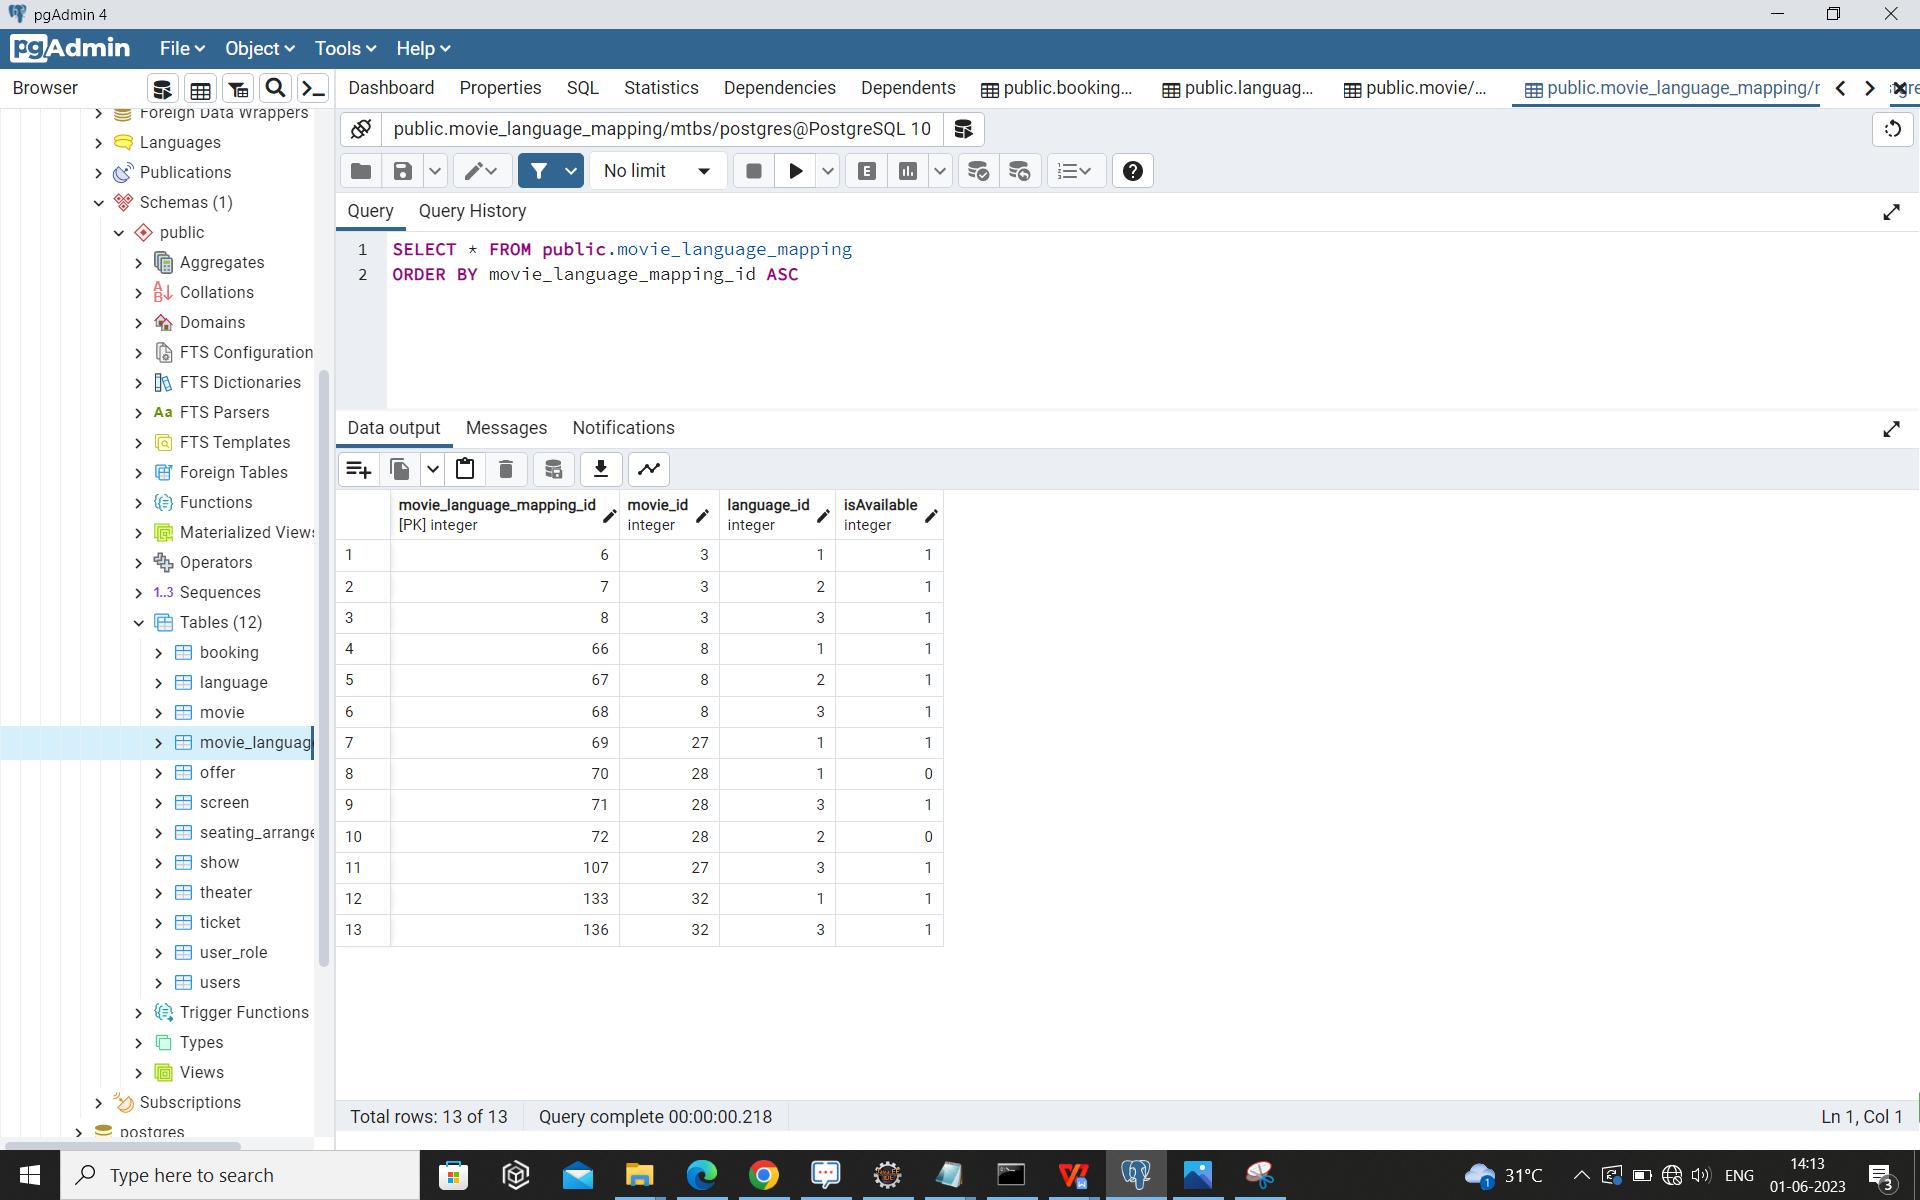 pgAdmin 4
pgAdmin
File
Object
Tools
Help
Browser
Dashboard
Properties
SQL
Statistics
Dependencies
Dependents
public.booking...
public.languag...
public.movie/...
public.movie_language_mapping/r
public.movie_language_mapping/mtbs/postgres@PostgreSQL 10
No limit
E
Query
Query History
1 SELECT * FROM public.movie_language_mapping
2 ORDER BY movie_language_mapping_id ASC
Foreign Data Wrappers
Languages
Publications
Schemas (1)
public
Aggregates
Collations
Domains
FTS Configuration
FTS Dictionaries
Aa FTS Parsers
FTS Templates
Foreign Tables
Functions
Materialized Views
Operators
1..3 Sequences
Tables (12)
booking
language
movie
movie_languag
offer
screen
seating_arrange
show
theater
ticket
user_role
users
Trigger Functions
Types
Views
Subscriptions
postgres
Data output
Messages
Notifications
movie_language_mapping_id movie_id language_id isAvailable
[PK] integer integer integer integer
1 6 3 1 1
2 7 3 2 1
3 8 3 3 1
4 66 8 1 1
5 67 8 2 1
6 68 8 3 1
7 69 27 1 1
8 70 28 1 0
9 71 28 3 1
10 72 28 2 0
11 107 27 3 1
12 133 32 1 1
13 136 32 3 1
Total rows: 13 of 13
Query complete 00:00:00.218
Ln 1, Col 1
Type here to search
1
31°C
ENG
14:13
01-06-2023
3